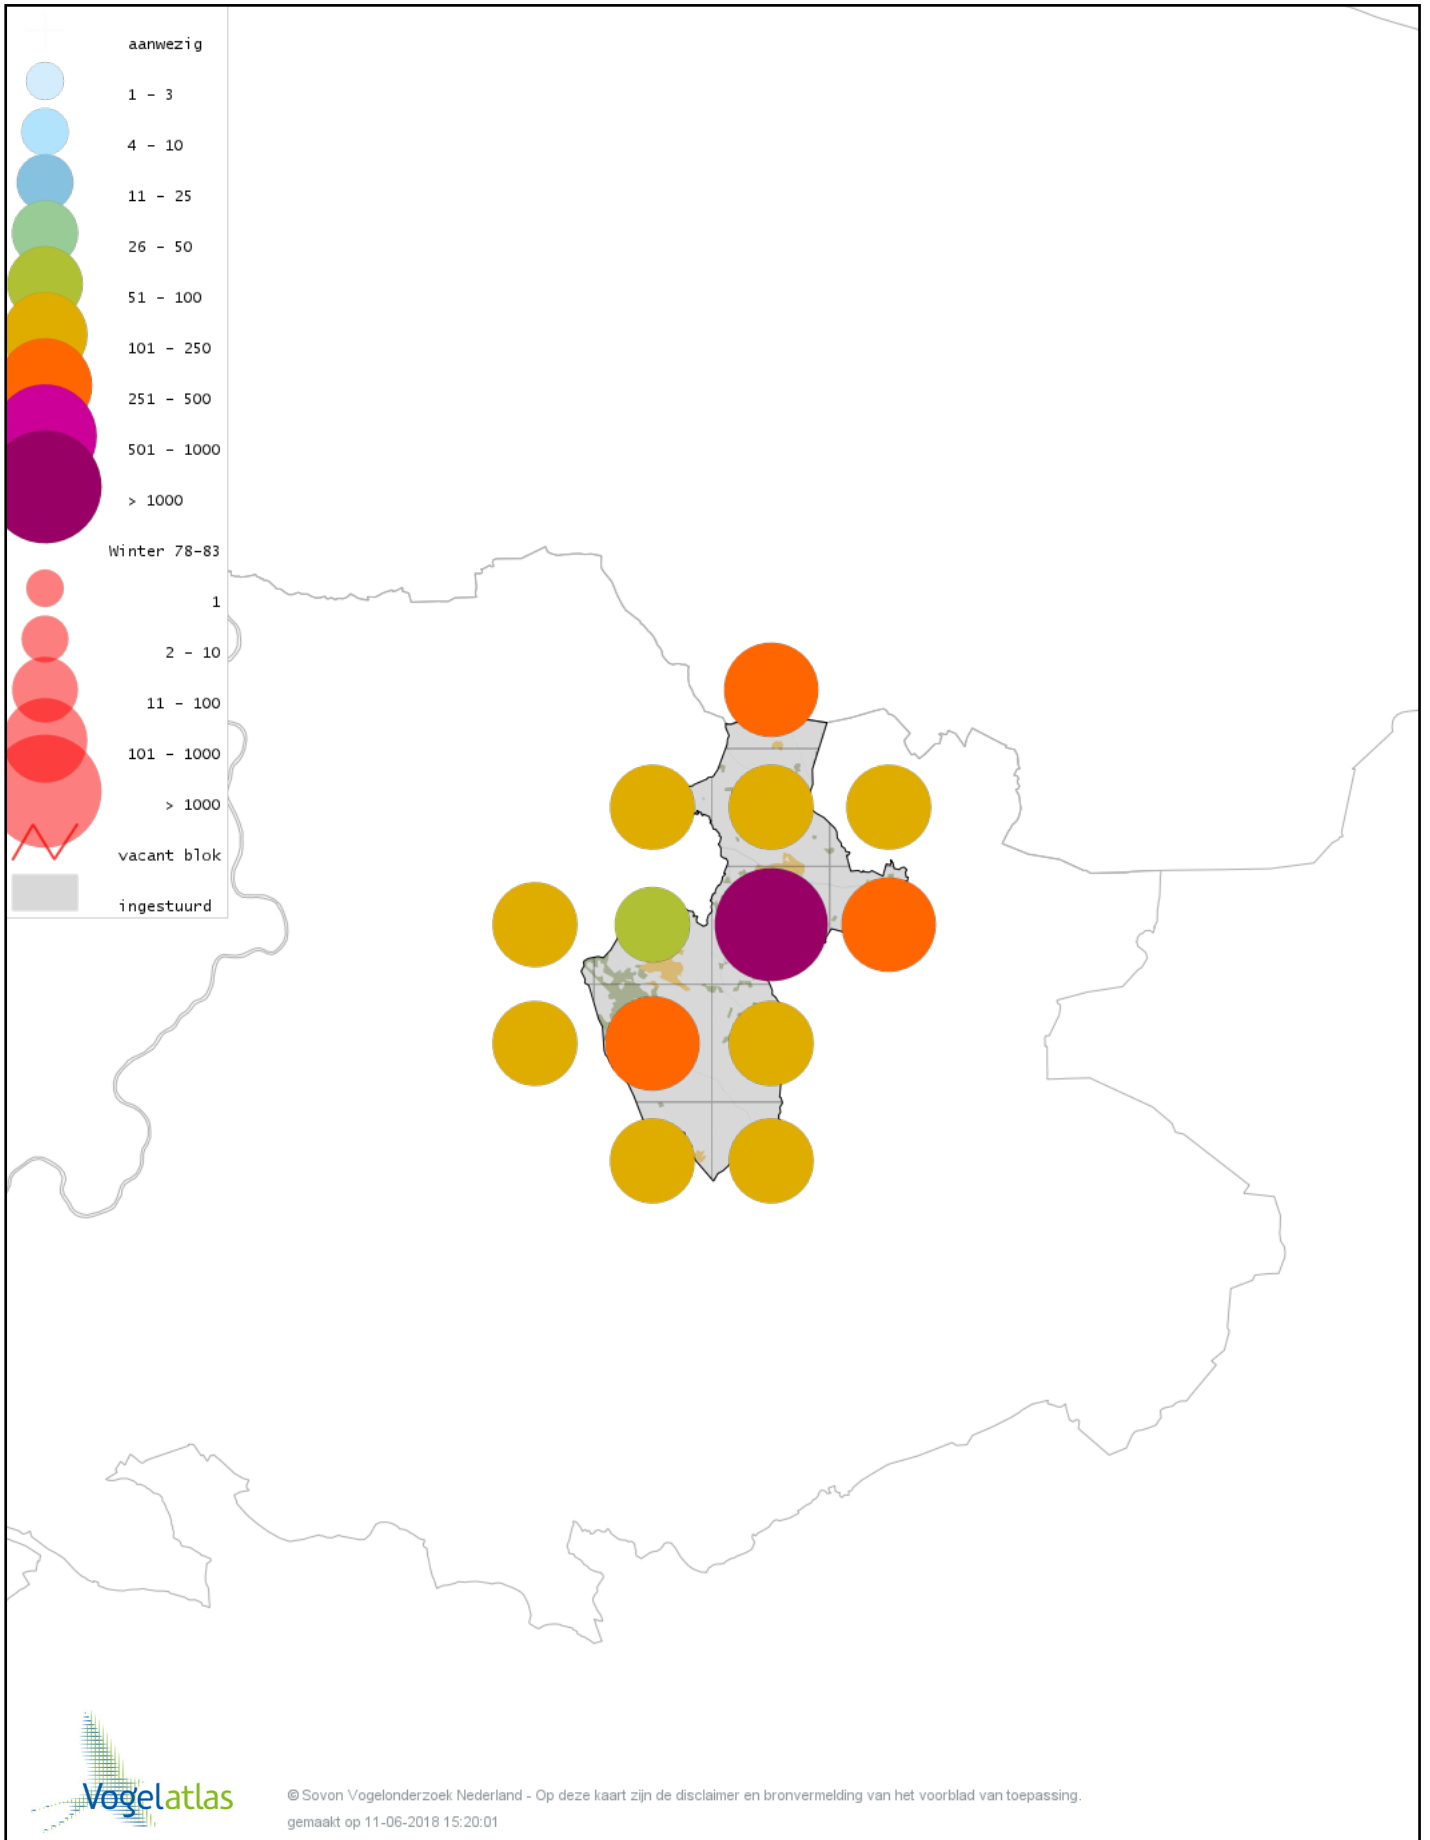 aanwezig
1 - 3
4 - 10
11 - 25
26 - 50
51 - 100
101 - 250
251 - 500
501 - 1000
> 1000
Winter 78-83
1
2 - 10
11 - 100
101 - 1000
> 1000
vacant blok
ingestuurd
Vogelatlas
© Sovon Vogelonderzoek Nederland - Op deze kaart zijn de disclaimer en bronvermelding van het voorblad van toepassing.
gemaakt op 11-06-2018 15:20:01